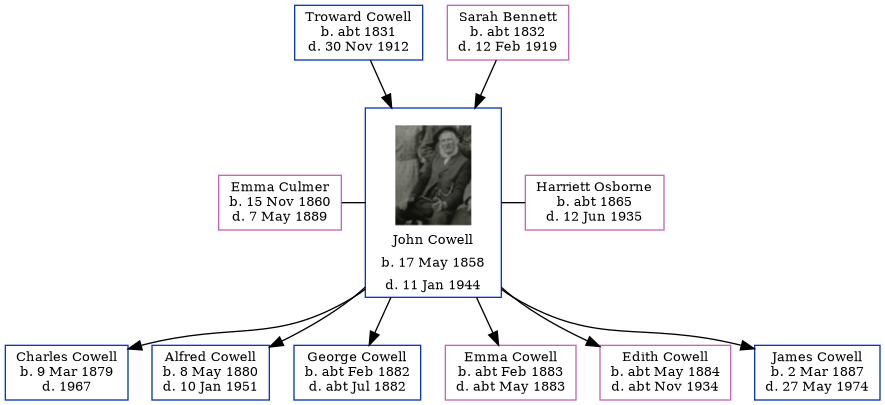 Troward Cowell
b. abt 1831
d. 30 Nov 1912
Sarah Bennett
b. abt 1832
d. 12 Feb 1919
Emma Culmer
b. 15 Nov 1860
d. 7 May 1889
John Cowell
b. 17 May 1858
d. 11 Jan 1944
Harriett Osborne
b. abt 1865
d. 12 Jun 1935
Charles Cowell
b. 9 Mar 1879
d. 1967
Alfred Cowell
b. 8 May 1880
d. 10 Jan 1951
George Cowell
b. abt Feb 1882
d. abt Jul 1882
Emma Cowell
b. abt Feb 1883
d. abt May 1883
Edith Cowell
b. abt May 1884
d. abt Nov 1934
James Cowell
b. 2 Mar 1887
d. 27 May 1974